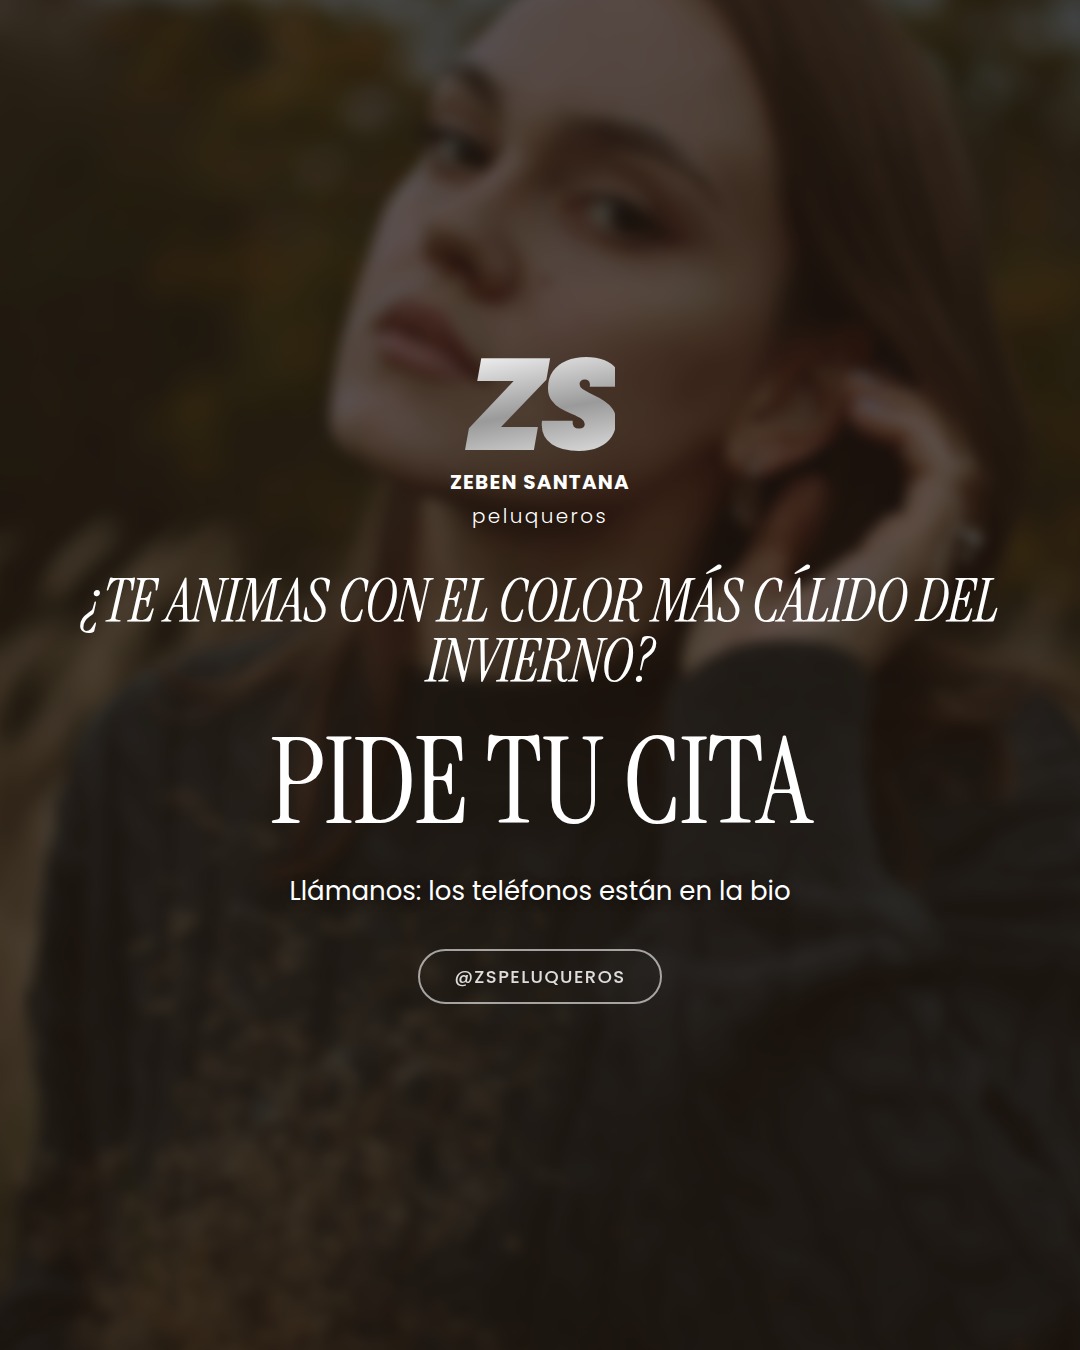 ZS
ZEBEN SANTANA
peluqueros
¿TE ANIMAS CON EL COLOR MÁS CÁLIDO DEL
INVIERNO?
PIDE TU CITA
Llámanos: los teléfonos están en la bio
@ZSPELUQUEROS